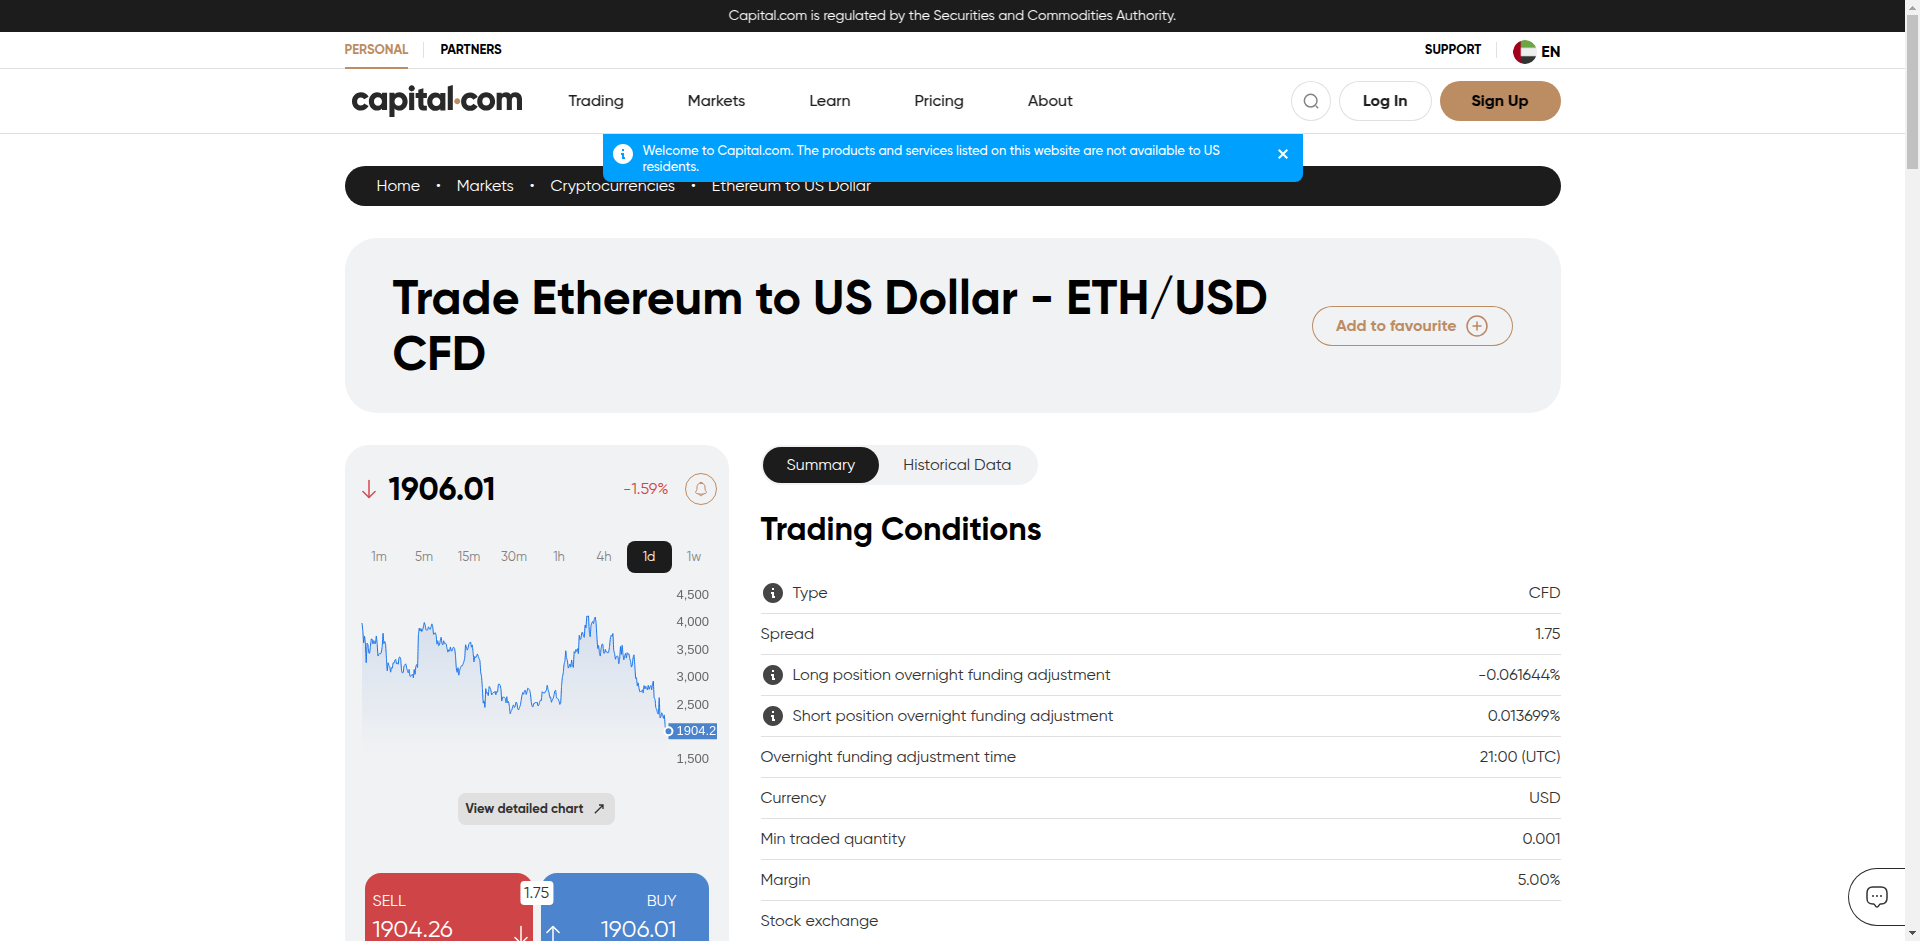 Capital.com is regulated by the Securities and Commodities Authority.
PERSONAL
PARTNERS
SUPPORT
EN
capital.com
Trading
Markets
Learn
Pricing
About
Log In
Sign Up
Welcome to Capital.com. The products and services listed on this website are not available to US
residents.
Home • Markets • Cryptocurrencies • Ethereum to US Dollar
Trade Ethereum to US Dollar - ETH/USD
CFD
Add to favourite
1906.01
-1.59%
1m 5m 15m 30m 1h 4h 1d 1w
4,500
4,000
3,500
3,000
2,500
1904.2
1,500
View detailed chart
SELL
1904.26
1.75
BUY
1906.01
Summary
Historical Data
Trading Conditions
Type CFD
Spread 1.75
Long position overnight funding adjustment -0.061644%
Short position overnight funding adjustment 0.013699%
Overnight funding adjustment time 21:00 (UTC)
Currency USD
Min traded quantity 0.001
Margin 5.00%
Stock exchange